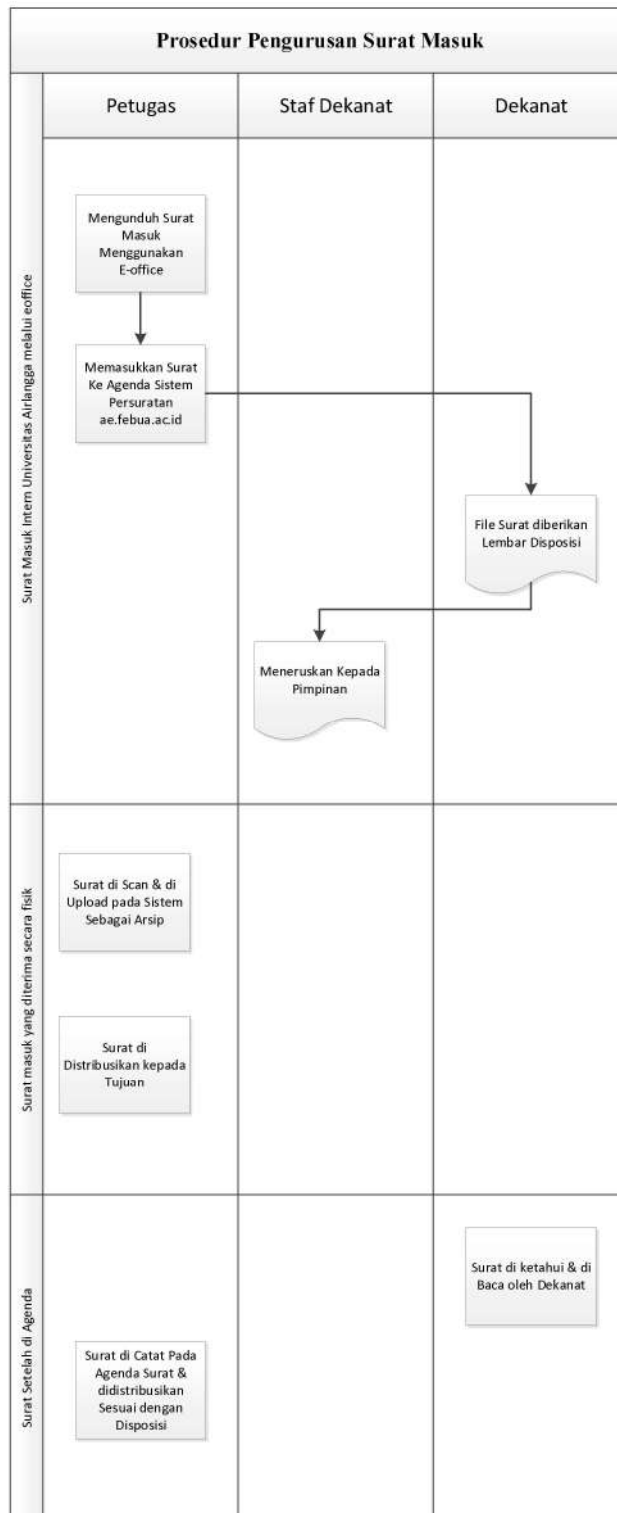 Prosedur Pengurusan Surat Masuk
Petugas
Staf Dekanat
Dekanat
Surat Masuk Intern Universitas Airlangga melalui eoffice
Mengunduh Surat
Masuk
Menggunakan
E-office
Memasukkan Surat
Ke Agenda Sistem
Persuratan
ae.febua.ac.id
File Surat diberikan
Lembar Disposisi
Meneruskan Kepada
Pimpinan
Surat masuk yang diterima secara fisik
Surat di Scan & di
Upload pada Sistem
Sebagai Arsip
Surat di
Distribusikan kepada
Tujuan
Surat Setelah di Agenda
Surat di ketahui & di
Baca oleh Dekanat
Surat di Catat Pada
Agenda Surat &
didistribusikan
Sesuai dengan
Disposisi